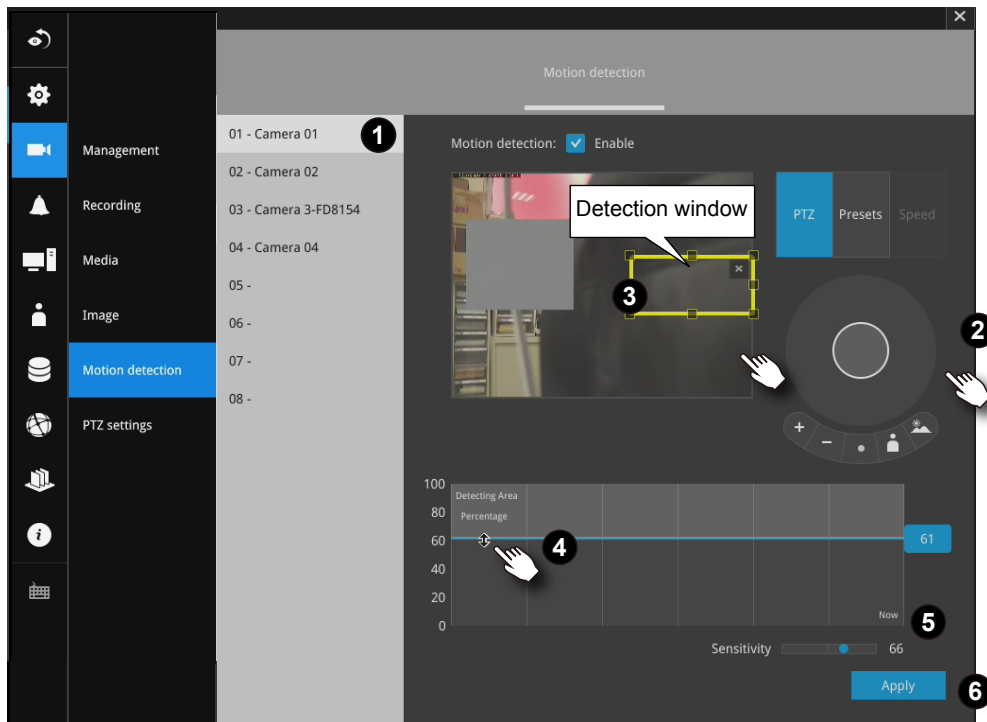 Motion detection
Management
Recording
Media
Image
Motion detection
PTZ settings
01 - Camera 01
1
02 - Camera 02
03 - Camera 3-FD8154
04 - Camera 04
05 -
06 -
07 -
08 -
Motion detection:
Enable
Detection window
3
PTZ
Presets
Speed
2
100
80
60
40
20
0
Detecting Area
Percentage
4
61
Now
5
Sensitivity
66
Apply
6